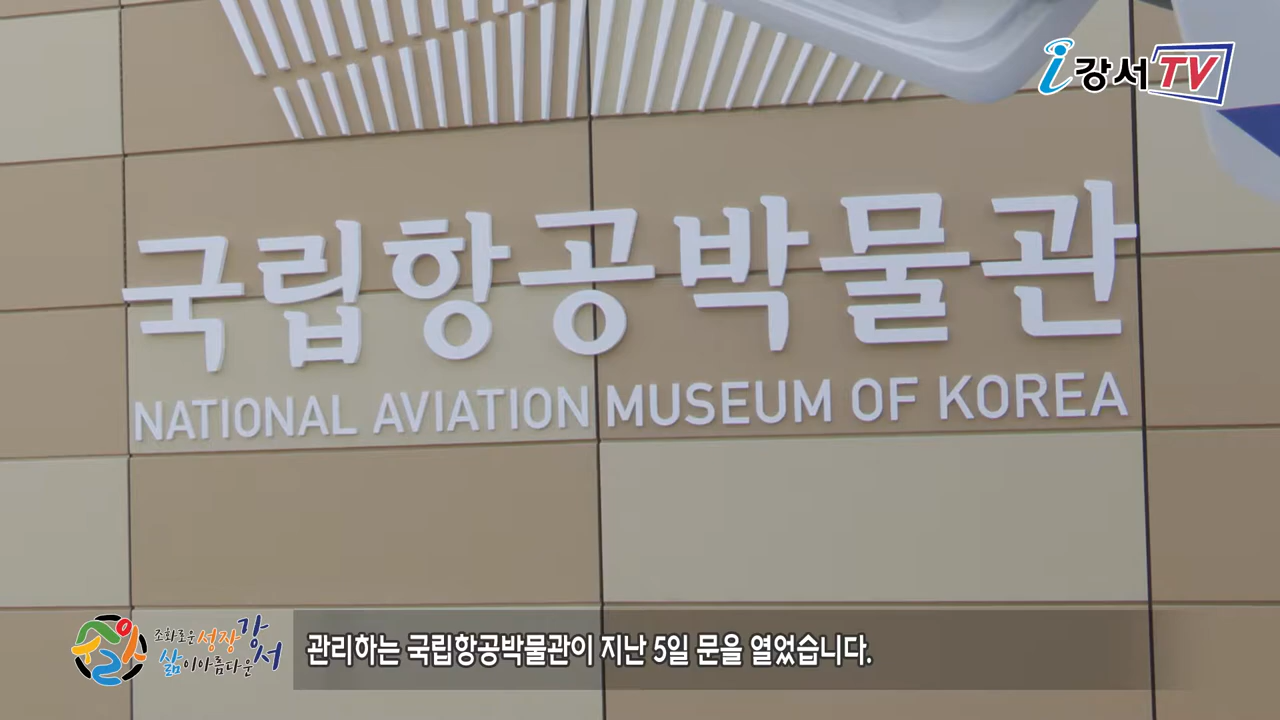 i강서TV
국립항공박물관
NATIONAL AVIATION MUSEUM OF KOREA
조화로운 성장 강서
삶이 아름다운
관리하는 국립항공박물관이 지난 5일 문을 열었습니다.